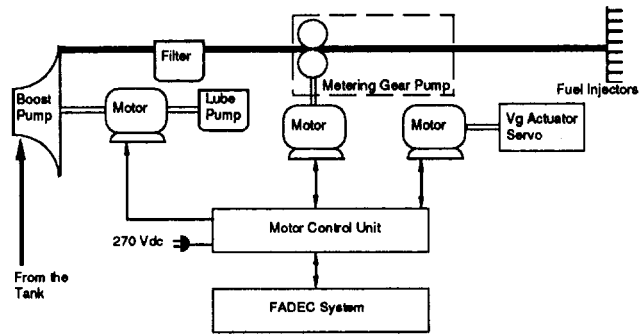 Filter
Metering Gear Pump
Fuel Injectors
Boost
Pump
Motor
Lube
Pump
Motor
Motor
Vg Actuator
Servo
Motor Control Unit
270 Vdc
From the
Tank
FADEC System